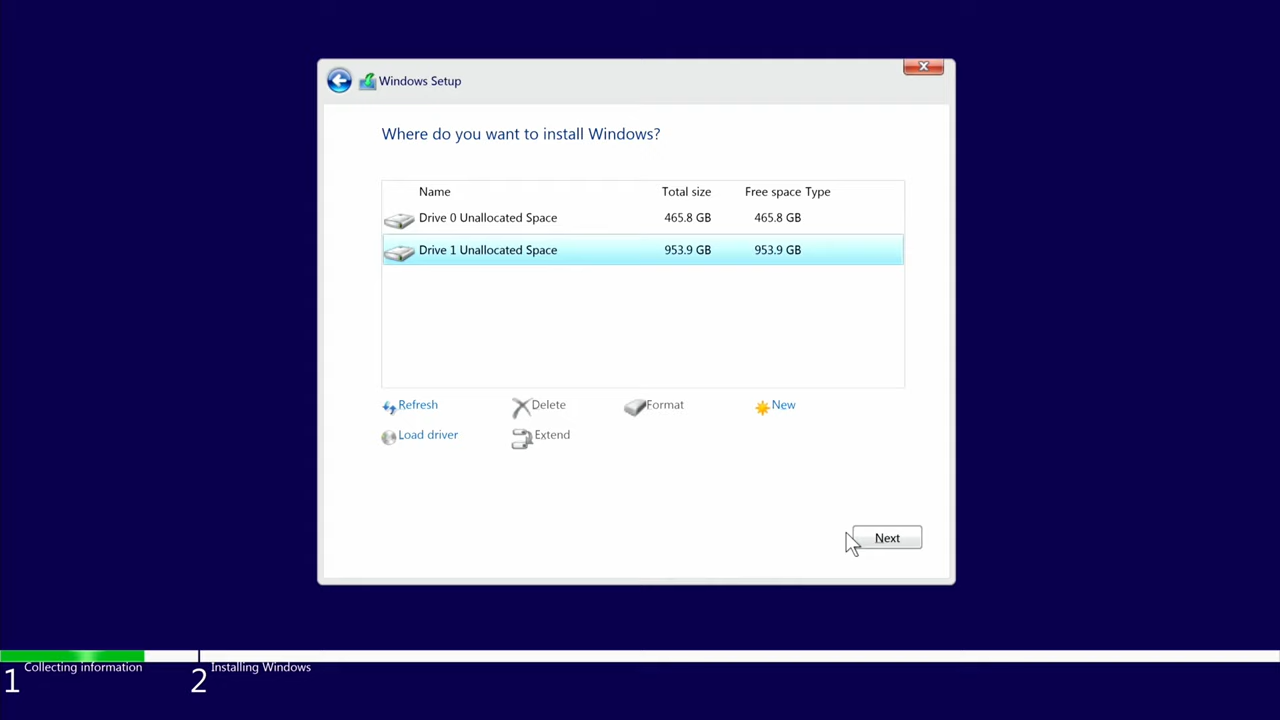 Windows Setup
Where do you want to install Windows?
Name Total size Free space Type
Drive 0 Unallocated Space 465.8 GB 465.8 GB
Drive 1 Unallocated Space 953.9 GB 953.9 GB
Refresh Delete Format New
Load driver Extend
Next
1 Collecting information 2 Installing Windows